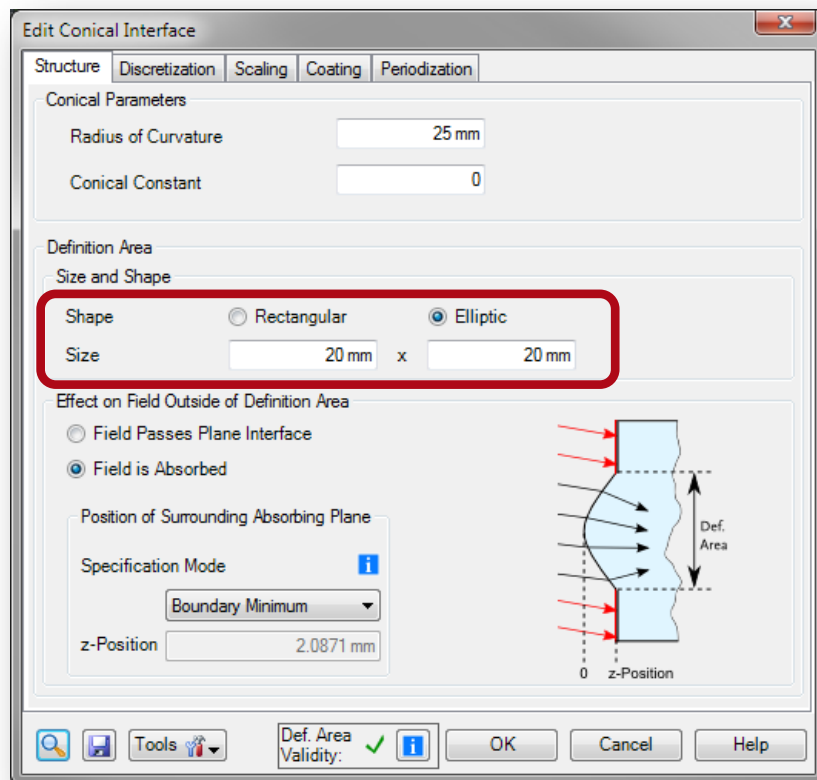 Edit Conical Interface
Structure Discretization Scaling Coating Periodization
Conical Parameters
Radius of Curvature 25 mm
Conical Constant 0
Definition Area
Size and Shape
Shape Rectangular Elliptic
Size 20 mm x 20 mm
Effect on Field Outside of Definition Area
Field Passes Plane Interface
Field is Absorbed
Position of Surrounding Absorbing Plane
Specification Mode
Boundary Minimum
z-Position 2.0871 mm
Def.
Area
0 z-Position
Tools
Def. Area
Validity:
OK Cancel Help